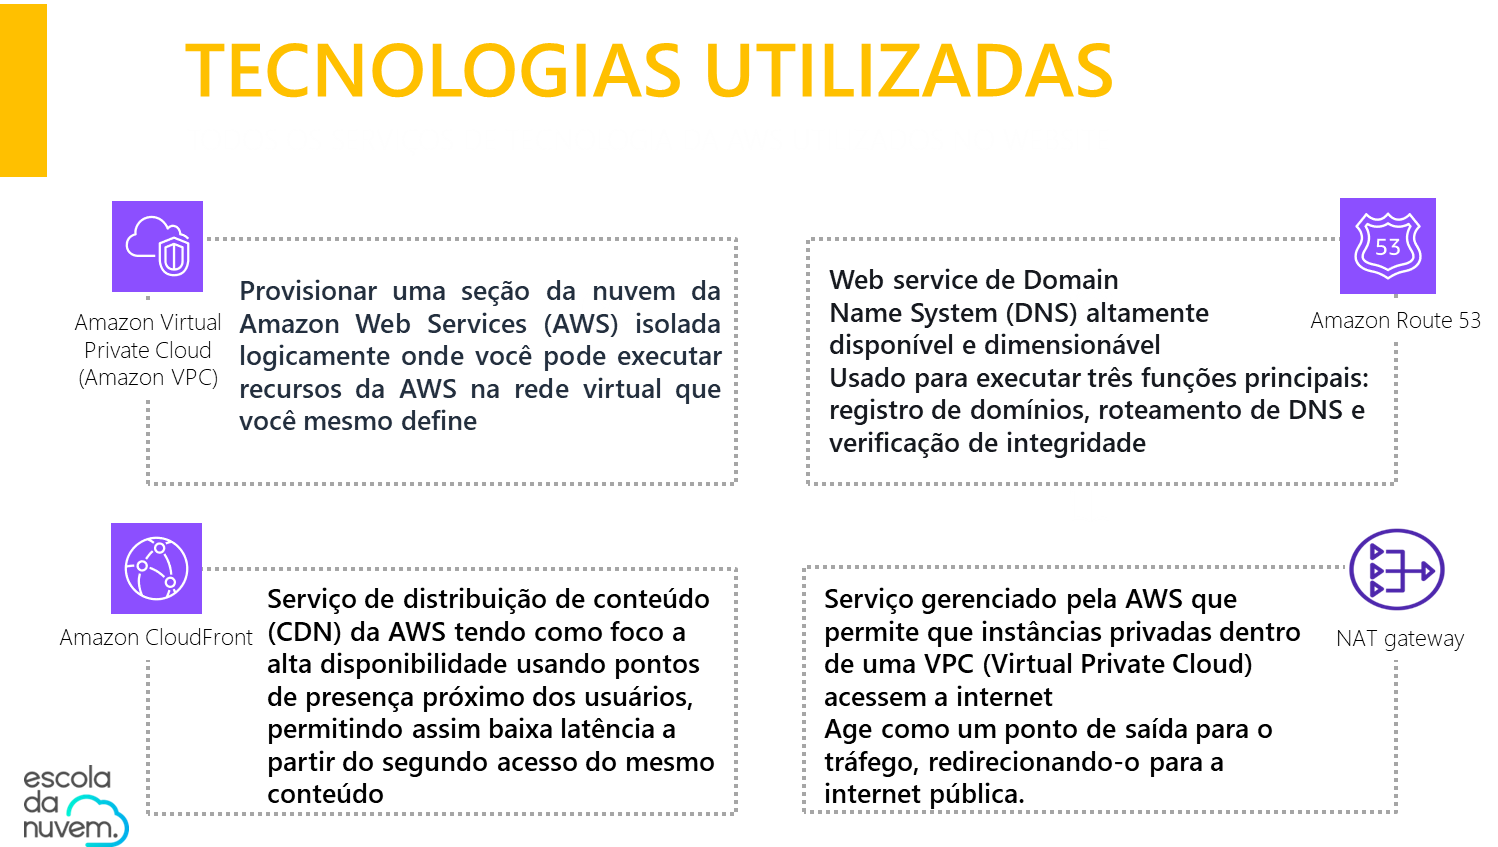 TECNOLOGIAS UTILIZADAS
Amazon Virtual
Private Cloud
(Amazon VPC)
Provisionar uma seção da nuvem da
Amazon Web Services (AWS) isolada
logicamente onde você pode executar
recursos da AWS na rede virtual que
você mesmo define
53
Amazon Route 53
Web service de Domain
Name System (DNS) altamente
disponível e dimensionável
Usado para executar três funções principais:
registro de domínios, roteamento de DNS e
verificação de integridade
Amazon CloudFront
Serviço de distribuição de conteúdo
(CDN) da AWS tendo como foco a
alta disponibilidade usando pontos
de presença próximo dos usuários,
permitindo assim baixa latência a
partir do segundo acesso do mesmo
conteúdo
NAT gateway
Serviço gerenciado pela AWS que
permite que instâncias privadas dentro
de uma VPC (Virtual Private Cloud)
acessem a internet
Age como um ponto de saída para o
tráfego, redirecionando-o para a
internet pública.
escola
da
nuvem.